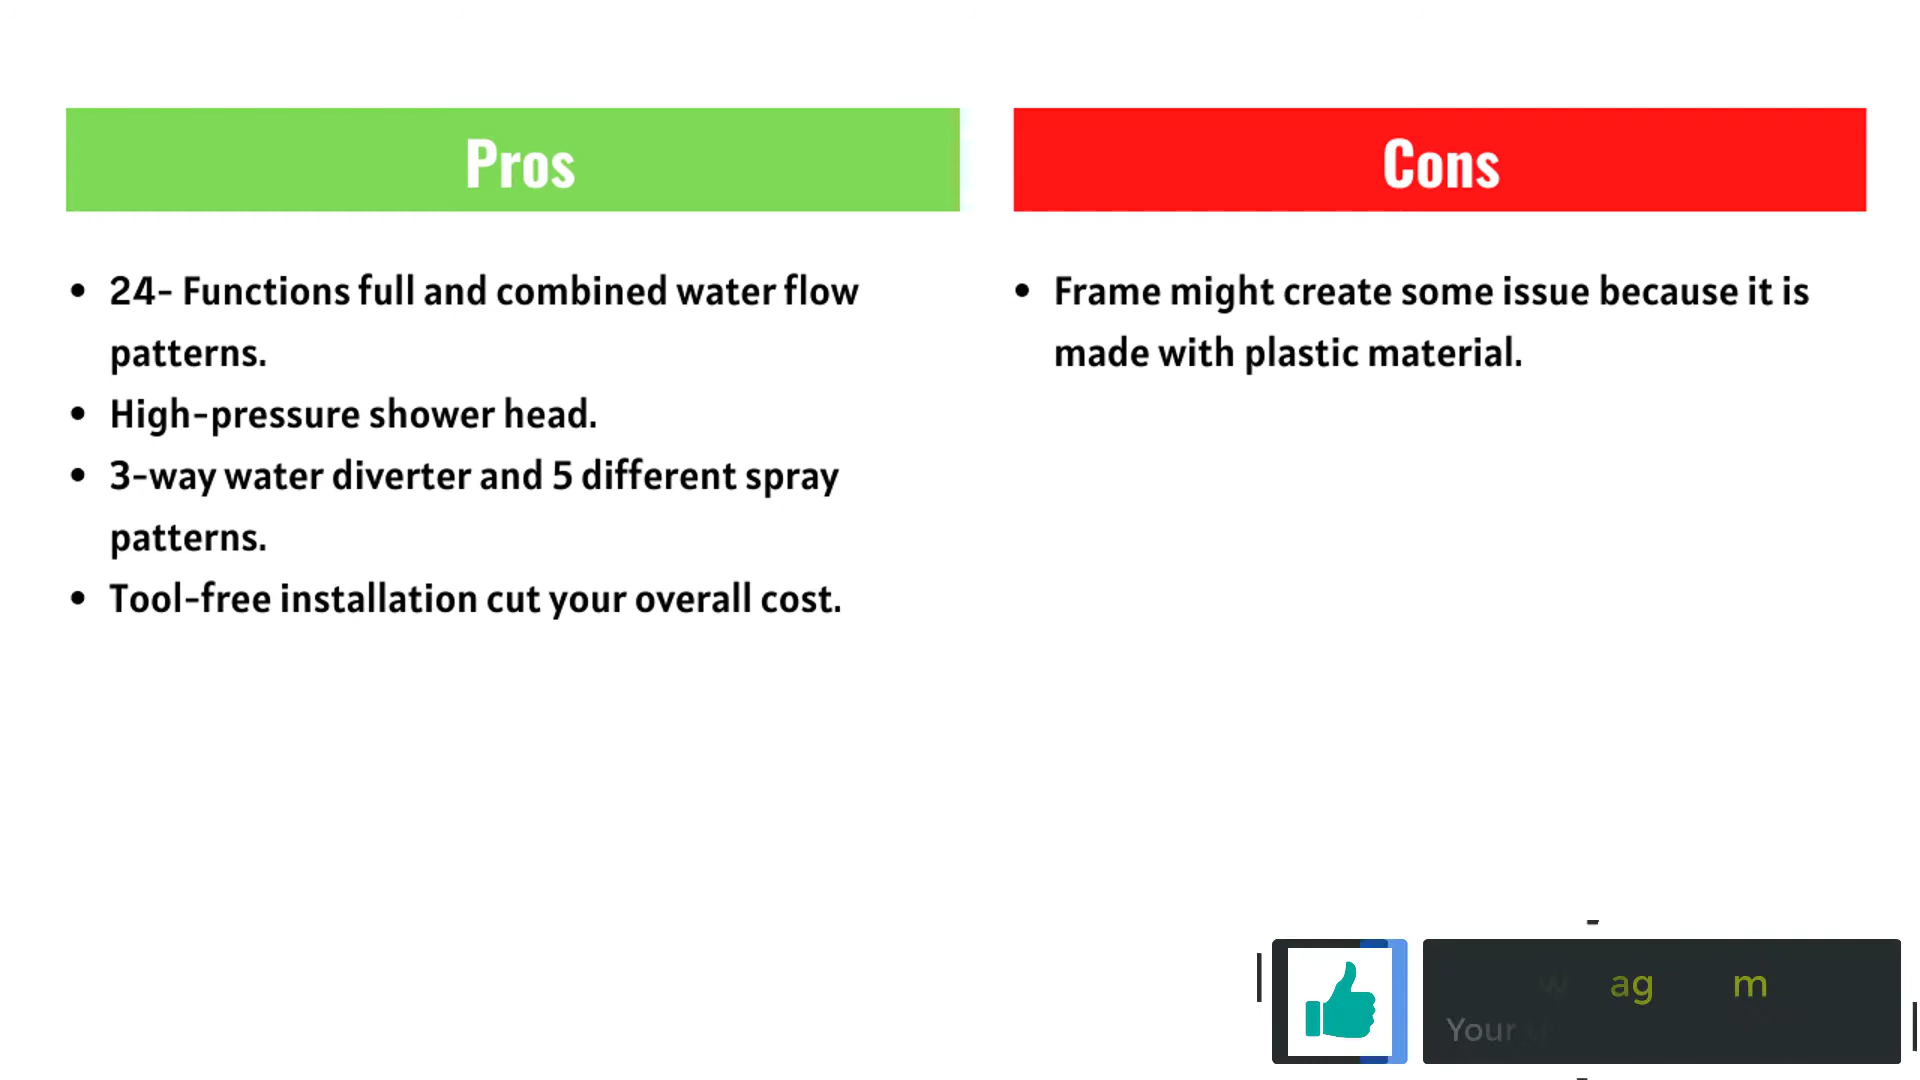 Pros
Cons
• 24- Functions full and combined water flow
patterns.
• High-pressure shower head.
• 3-way water diverter and 5 different spray
patterns.
• Tool-free installation cut your overall cost.
• Frame might create some issue because it is
made with plastic material.
ag m
Your